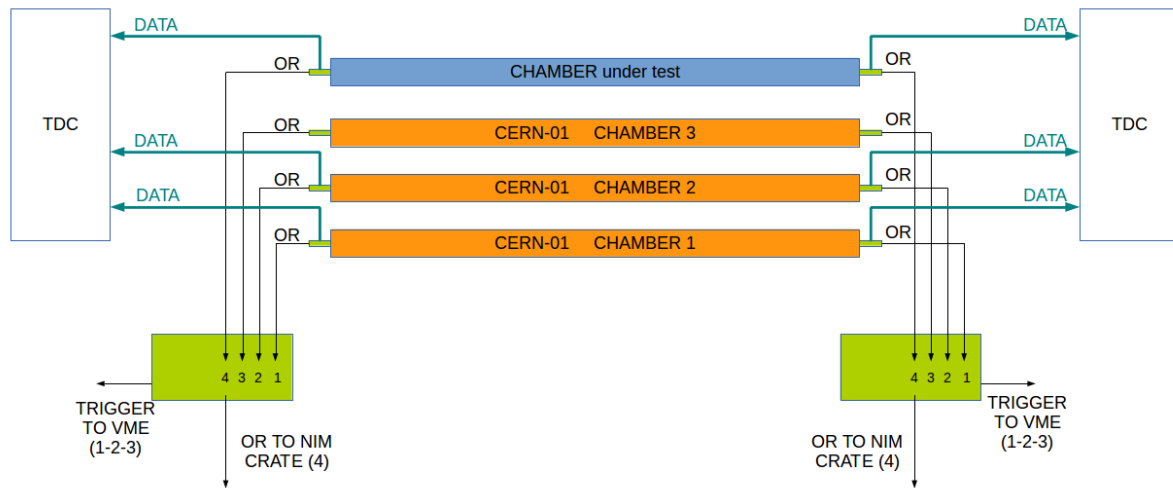 DATA
DATA
OR
CHAMBER under test
OR
TDC
OR
CERN-01 CHAMBER 3
OR
TDC
DATA
DATA
OR
CERN-01 CHAMBER 2
OR
DATA
DATA
OR
CERN-01 CHAMBER 1
OR
4 3 2 1
4 3 2 1
TRIGGER
TO VME
(1-2-3)
OR TO NIM
CRATE (4)
OR TO NIM
CRATE (4)
TRIGGER
TO VME
(1-2-3)